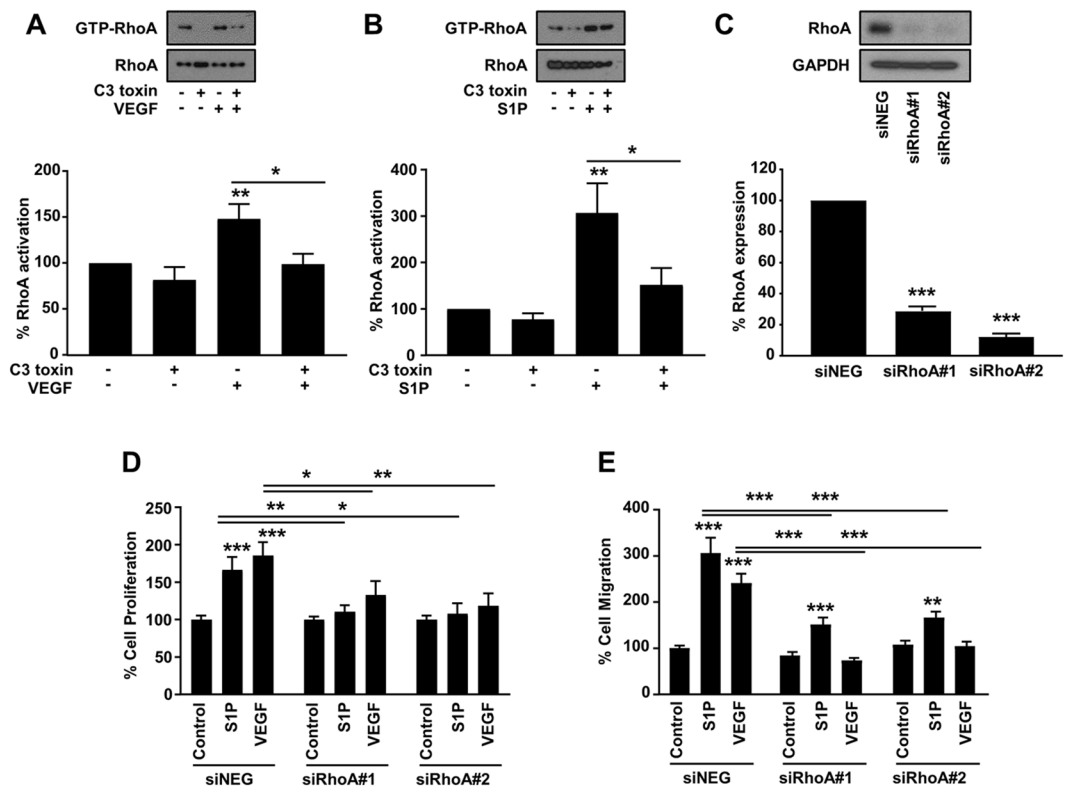 A
GTP-RhoA
RhoA
C3 toxin - + - +
VEGF - - + +
% RhoA activation
200
150
100
50
0
**
*
C3 toxin - + - +
VEGF - - + +
B
GTP-RhoA
RhoA
C3 toxin - + - +
S1P - - + +
% RhoA activation
400
300
200
100
0
**
*
C3 toxin - + - +
S1P - - + +
C
RhoA
GAPDH
siNEG
siRhoA#1
siRhoA#2
% RhoA expression
120
100
80
60
40
20
0
***
***
siNEG siRhoA#1 siRhoA#2
D
% Cell Proliferation
250
200
150
100
50
0
* **
** *
*** ***
Control S1P VEGF Control S1P VEGF Control S1P VEGF
siNEG siRhoA#1 siRhoA#2
E
% Cell Migration
400
300
200
100
0
*** ***
*** ***
*** *** *** **
Control S1P VEGF Control S1P VEGF Control S1P VEGF
siNEG siRhoA#1 siRhoA#2